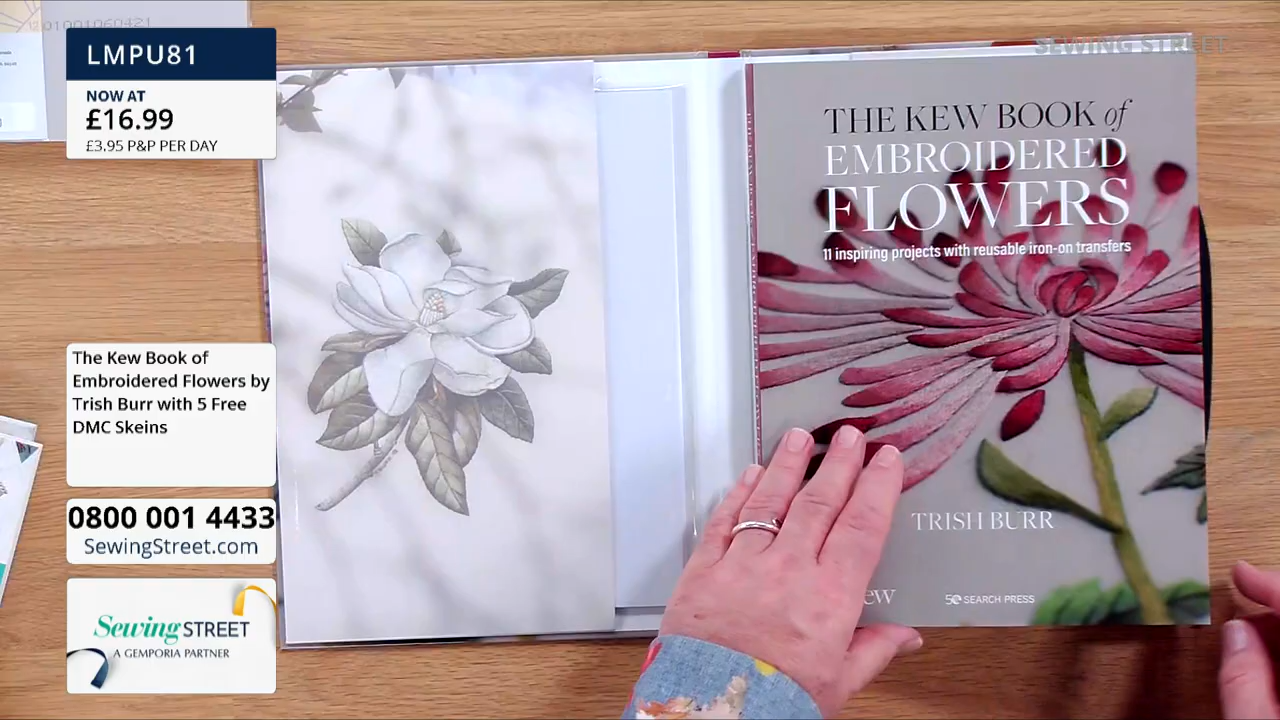 201001060421
LMPU81
NOW AT
£16.99
£3.95 P&P PER DAY
SEWING STREET
THE KEW BOOK of
EMBROIDERED
FLOWERS
11 inspiring projects with reusable iron-on transfers
The Kew Book of
Embroidered Flowers by
Trish Burr with 5 Free
DMC Skeins
0800 001 4433
SewingStreet.com
TRISH BURR
SEARCH PRESS
Sewing STREET
A GEMPORIA PARTNER